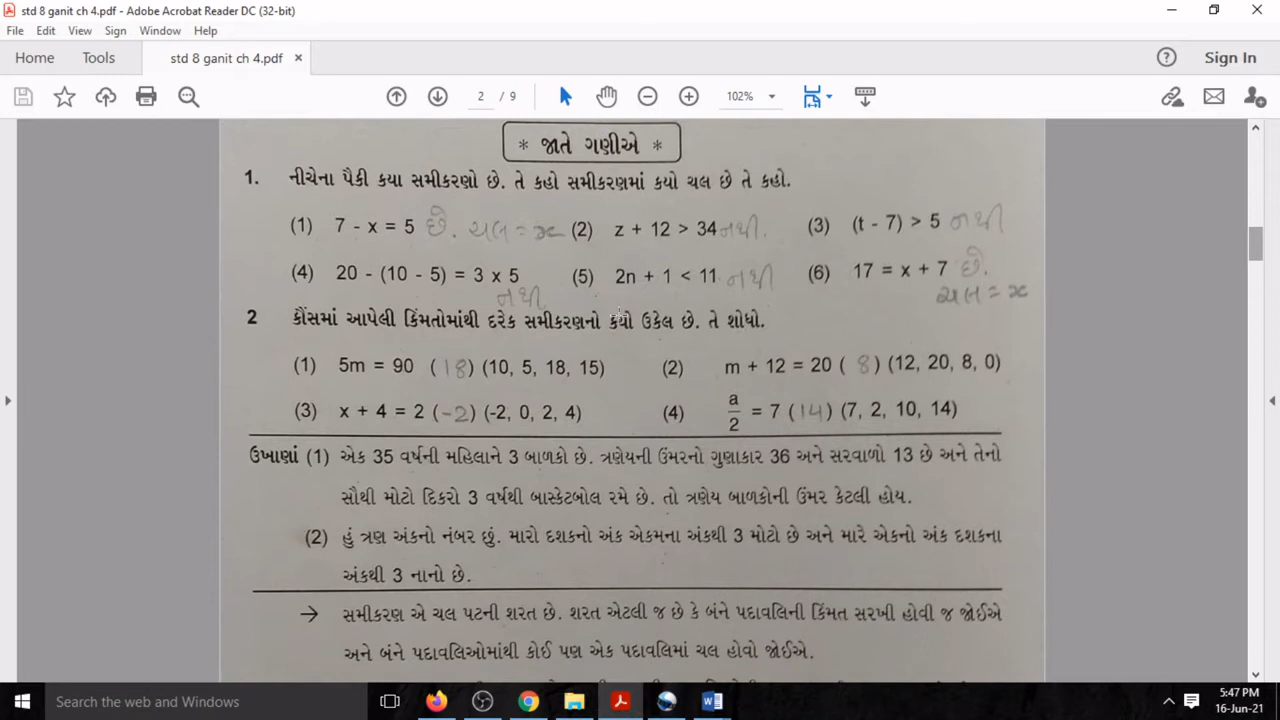 std 8 ganit ch 4.pdf - Adobe Acrobat Reader DC (32-bit)
File Edit View Sign Window Help
Home Tools std 8 ganit ch 4.pdf × Sign In
2 / 9 102%
* જાતે ગણીએ *
1. નીચેના પૈકી કયા સમીકરણો છે. તે કહો સમીકરણમાં કયો ચલ છે તે કહો.
(1) 7 - x = 5 છે. ચલ = x (2) z + 12 > 34 નથી. (3) (t - 7) > 5 નથી
(4) 20 - (10 - 5) = 3 x 5 નથી (5) 2n + 1 < 11 નથી (6) 17 = x + 7 છે.
ચલ = x
2 કૌંસમાં આપેલી કિંમતોમાંથી દરેક સમીકરણનો કયો ઉકેલ છે. તે શોધો.
(1) 5m = 90 (18) (10, 5, 18, 15) (2) m + 12 = 20 ( 8) (12, 20, 8, 0)
(3) x + 4 = 2 (-2) (-2, 0, 2, 4) (4) a/2 = 7 (14) (7, 2, 10, 14)
ઉખાણાં (1) એક 35 વર્ષની મહિલાને 3 બાળકો છે. ત્રણેયની ઉંમરનો ગુણાકાર 36 અને સરવાળો 13 છે અને તેનો
સૌથી મોટો દિકરો 3 વર્ષથી બાસ્કેટબોલ રમે છે. તો ત્રણેય બાળકોની ઉંમર કેટલી હોય.
(2) હું ત્રણ અંકનો નંબર છું. મારો દશકનો અંક એકમના અંકથી 3 મોટો છે અને મારે એકનો અંક દશકના
અંકથી 3 નાનો છે.
→ સમીકરણ એ ચલ પટની શરત છે. શરત એટલી જ છે કે બંને પદાવલિની કિંમત સરખી હોવી જ જોઈએ
અને બંને પદાવલિઓમાંથી કોઈ પણ એક પદાવલિમાં ચલ હોવો જોઈએ.
Search the web and Windows
5:47 PM
16-Jun-21